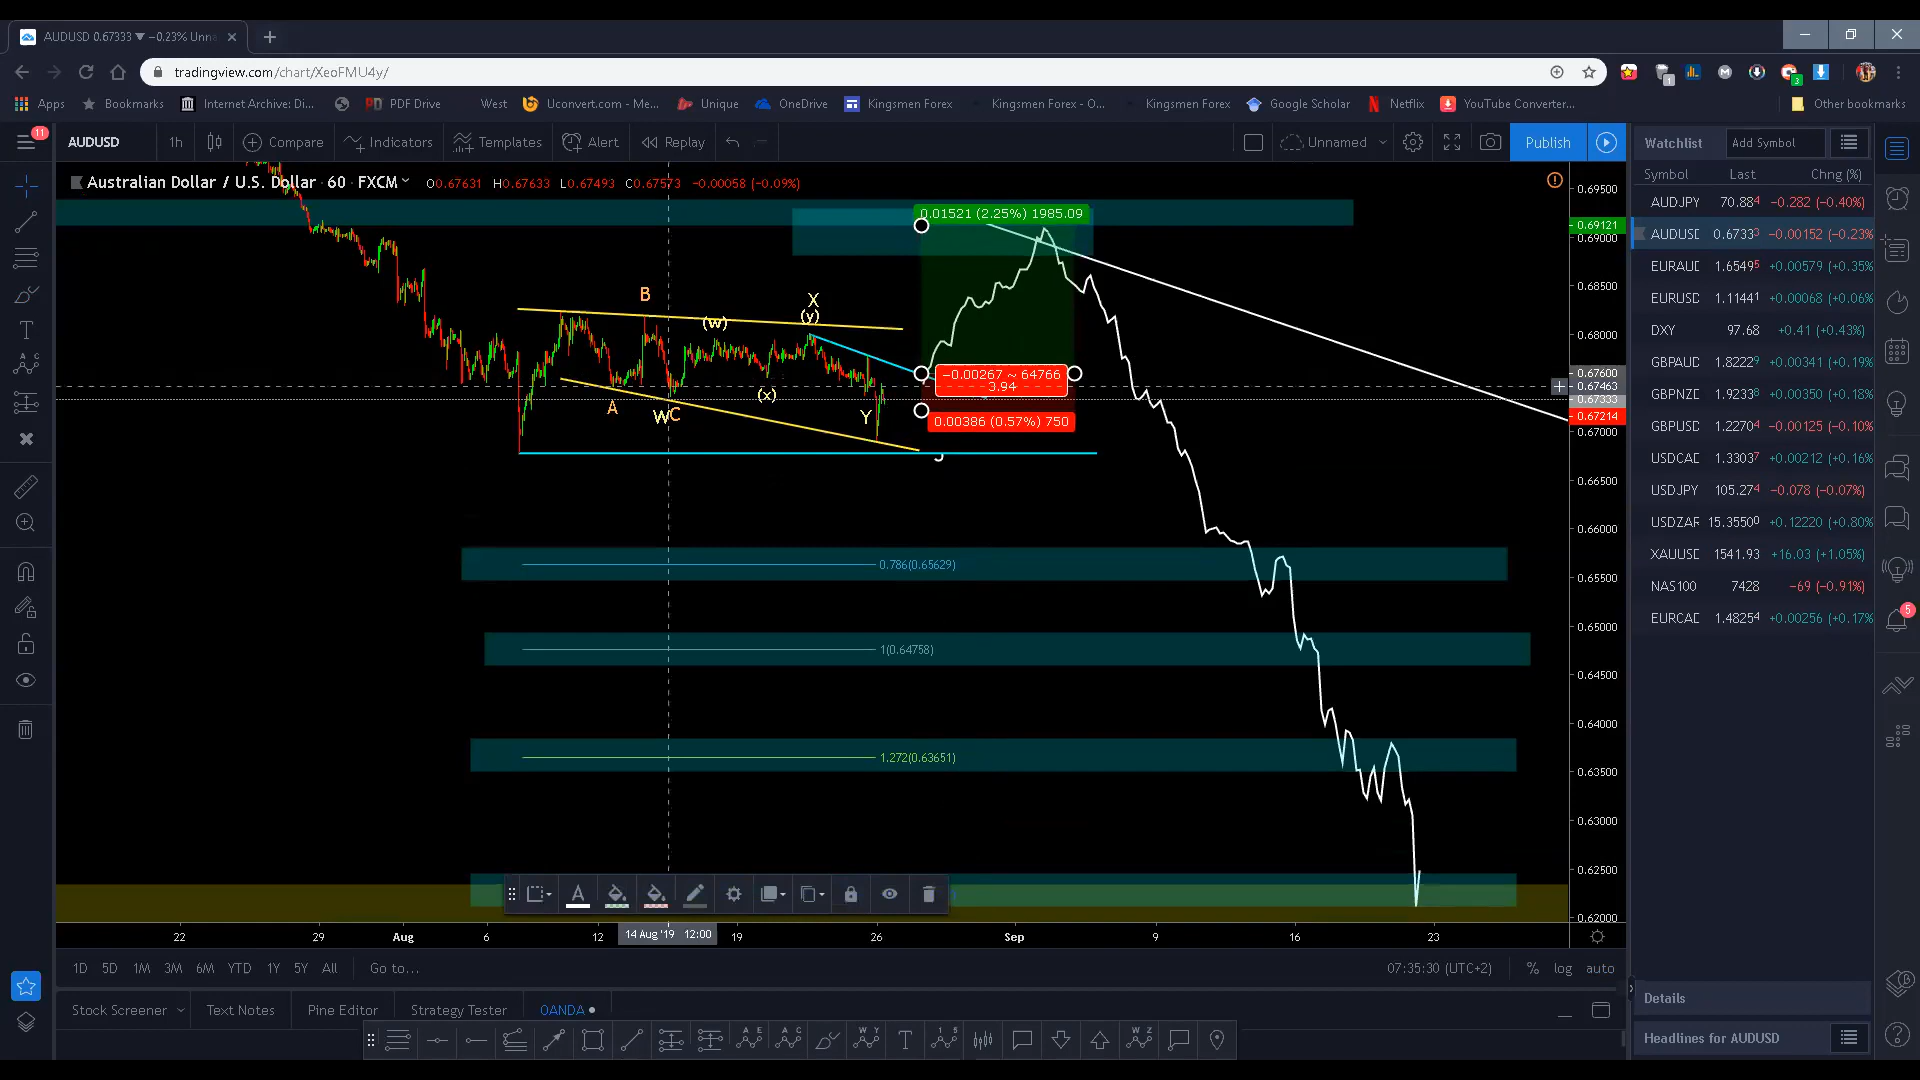 AUDUSD 0.67333 ▼ −0.23% Unna
tradingview.com/chart/XeoFMU4y/
Apps Bookmarks Internet Archive: Di... PDF Drive West Uconvert.com - Me... Unique OneDrive Kingsmen Forex Kingsmen Forex - O... Kingsmen Forex Google Scholar Netflix YouTube Converter... Other bookmarks
11 AUDUSD 1h Compare Indicators Templates Alert Replay Unnamed Publish
Australian Dollar / U.S. Dollar 60 FXCM O0.67631 H0.67633 L0.67493 C0.67573 −0.00058 (−0.09%)
0.01521 (2.25%) 1985.09
−0.00267 ~ 64766
3.94
0.00386 (0.57%) 750
B
(w)
X
(y)
A
W
C
(x)
Y
0.786(0.65629)
1(0.64758)
1.272(0.63651)
0.69500
0.69121
0.69000
0.68500
0.68000
0.67600
0.67463
0.67333
0.67214
0.67000
0.66500
0.66000
0.65500
0.65000
0.64500
0.64000
0.63500
0.63000
0.62500
0.62000
22 29 Aug 6 12 14 Aug '19 12:00 19 26 Sep 9 16 23
1D 5D 1M 3M 6M YTD 1Y 5Y All Go to... 07:35:30 (UTC+2) % log auto
Stock Screener Text Notes Pine Editor Strategy Tester OANDA
Watchlist Add Symbol
Symbol Last Chng (%)
AUDJPY 70.884 −0.282 (−0.40%)
AUDUSD 0.67333 −0.00152 (−0.23%
EURAUD 1.65495 +0.00579 (+0.35%
EURUSD 1.11441 +0.00068 (+0.06%
DXY 97.68 +0.41 (+0.43%)
GBPAUD 1.82229 +0.00341 (+0.19%
GBPNZD 1.92338 +0.00350 (+0.18%
GBPUSD 1.22704 −0.00125 (−0.10%
USDCAD 1.33037 +0.00212 (+0.16%
USDJPY 105.274 −0.078 (−0.07%)
USDZAR 15.35500 +0.12220 (+0.80%
XAUUSD 1541.93 +16.03 (+1.05%)
NAS100 7428 −69 (−0.91%)
EURCAD 1.48254 +0.00256 (+0.17%
5
Details
Headlines for AUDUSD